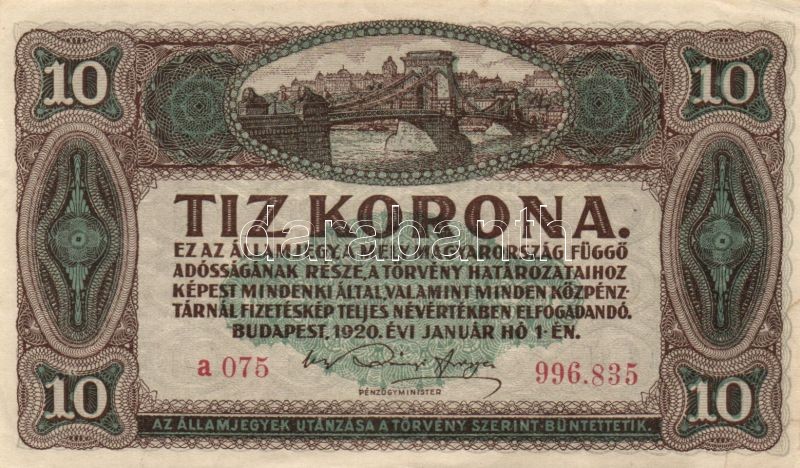 10 10
TIZ KORONA.
EZ AZ ÁLLAMJEGY, A MELY MAGYARORSZÁG FÜGGŐ
ADÓSSÁGÁNAK RÉSZE, A TÖRVÉNY HATÁROZATAIHOZ
KÉPEST MINDENKI ÁLTAL, VALAMINT MINDEN KÖZPÉNZ-
TÁRNÁL FIZETÉSKÉP TELJES NÉVÉRTÉKBEN ELFOGADANDÓ.
BUDAPEST, 1920. ÉVI JANUÁR HÓ 1-ÉN.
a 075 996.835
PÉNZÜGYMINISTER
10 10
AZ ÁLLAMJEGYEK UTÁNZÁSA A TÖRVÉNY SZERINT BÜNTETTETIK.
darabanth